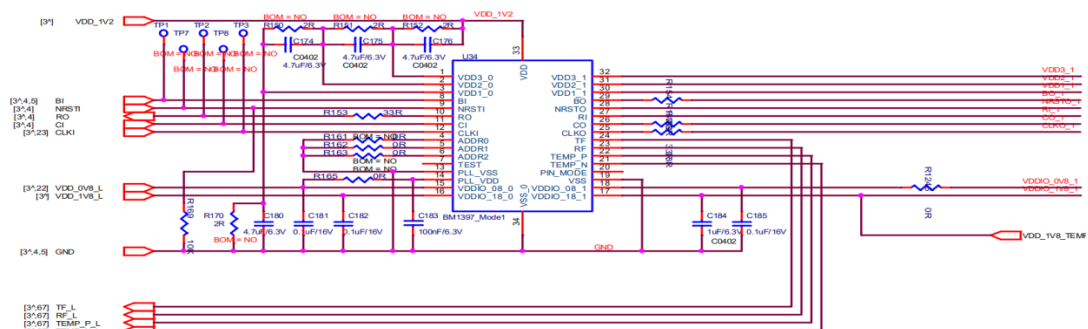 [3^] VDD_1V2
TP1 TP2 TP3
TP7 TP8
BOM = NO BOM = NO
BOM = NO BOM = NO
BOM = NO BOM = NO BOM = NO
R150 2R R151 2R R152 2R
VDD_1V2
C174 C175 C176
4.7uF/6.3V 4.7uF/6.3V 4.7uF/6.3V
C0402 C0402 C0402
U34
33
VDD
1 VDD3_0 VDD3_1 32 VDD3_1
2 VDD2_0 VDD2_1 31 VDD2_1
3 VDD1_0 VDD1_1 30 VDD1_1
[3^,4,5] BI 8 BI BO 29 BO_1
[3^,4] NRSTI 9 NRSTI NRSTO 28 NRSTO_1
[3^,4] RO R153 33R 10 RO RI 27 RI_1
[3^,4] CI 11 CI CO 26 CO_1
[3^,23] CLKI 12 CLKI CLKO 25 CLKO_1
R161 0R 4 ADDR0 TF 24
BOM = NO
R162 0R 5 ADDR1 RF 23
R163 0R 6 ADDR2 TEMP_P 22
BOM = NO
7 TEST TEMP_N 21
13 PLL_VSS PIN_MODE 20
R165 0R 14 PLL_VDD VSS 19
[3^,22] VDD_0V8_L 15 VDDIO_08_0 VDDIO_08_1 18 VDDIO_0V8_1
[3^] VDD_1V8_L 16 VDDIO_18_0 VDDIO_18_1 17 VDDIO_1V8_1
VSS_0
34
BM1397_Mode1
0R
R169 10K
R170
2R
BOM = NO
C180 C181 C182 C183
4.7uF/6.3V 0.1uF/16V 0.1uF/16V 100nF/6.3V
C184 C185
1uF/6.3V 0.1uF/16V
C0402
[3^,4,5] GND GND
VDD_1V8_TEMP
[3^,67] TF_L
[3^,67] RF_L
[3^,67] TEMP_P_L